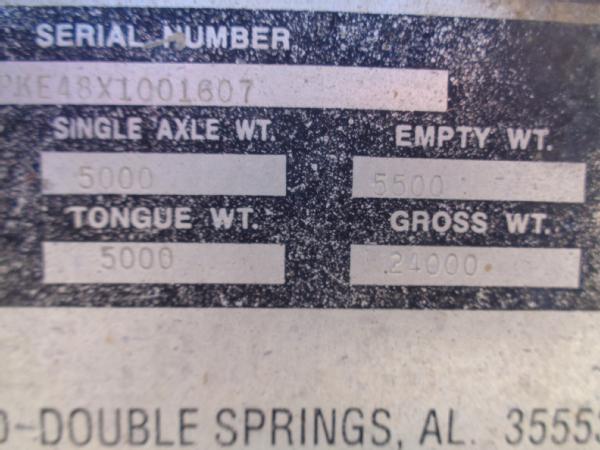 SERIAL NUMBER
PKE48X1001607
SINGLE AXLE WT. EMPTY WT.
5000 5500
TONGUE WT. GROSS WT.
5000 24000
O-DOUBLE SPRINGS, AL. 35553